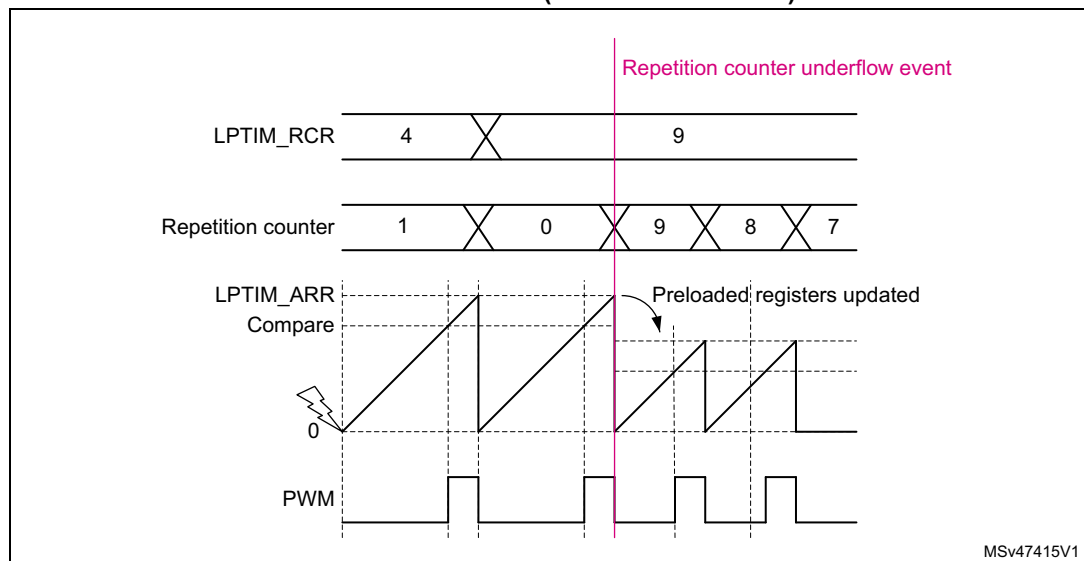 Repetition counter underflow event
LPTIM_RCR 4 9
Repetition counter 1 0 9 8 7
LPTIM_ARR Preloaded registers updated
Compare
0
PWM
MSv47415V1